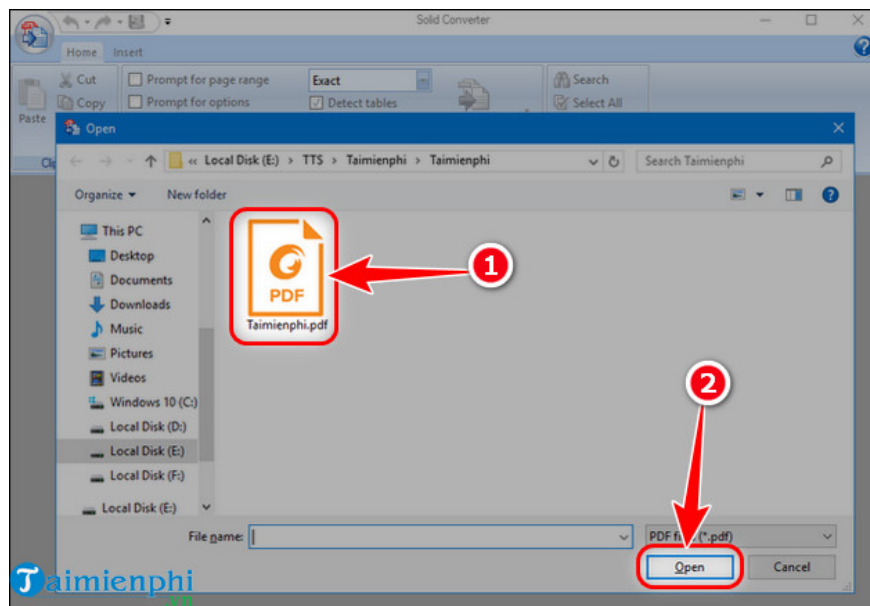 Solid Converter
Home Insert
Cut
Prompt for page range
Exact
Search
Copy
Prompt for options
Detect tables
Select All
Paste
Open
« Local Disk (E:) > TTS > Taimienphi > Taimienphi
Search Taimienphi
Organize
New folder
This PC
Desktop
Documents
Downloads
Music
Pictures
Videos
Windows 10 (C:)
Local Disk (D:)
Local Disk (E:)
Local Disk (F:)
Local Disk (E:)
PDF
Taimienphi.pdf
1
2
File name:
(*.pdf)
Open
Cancel
Taimienphi
.vn